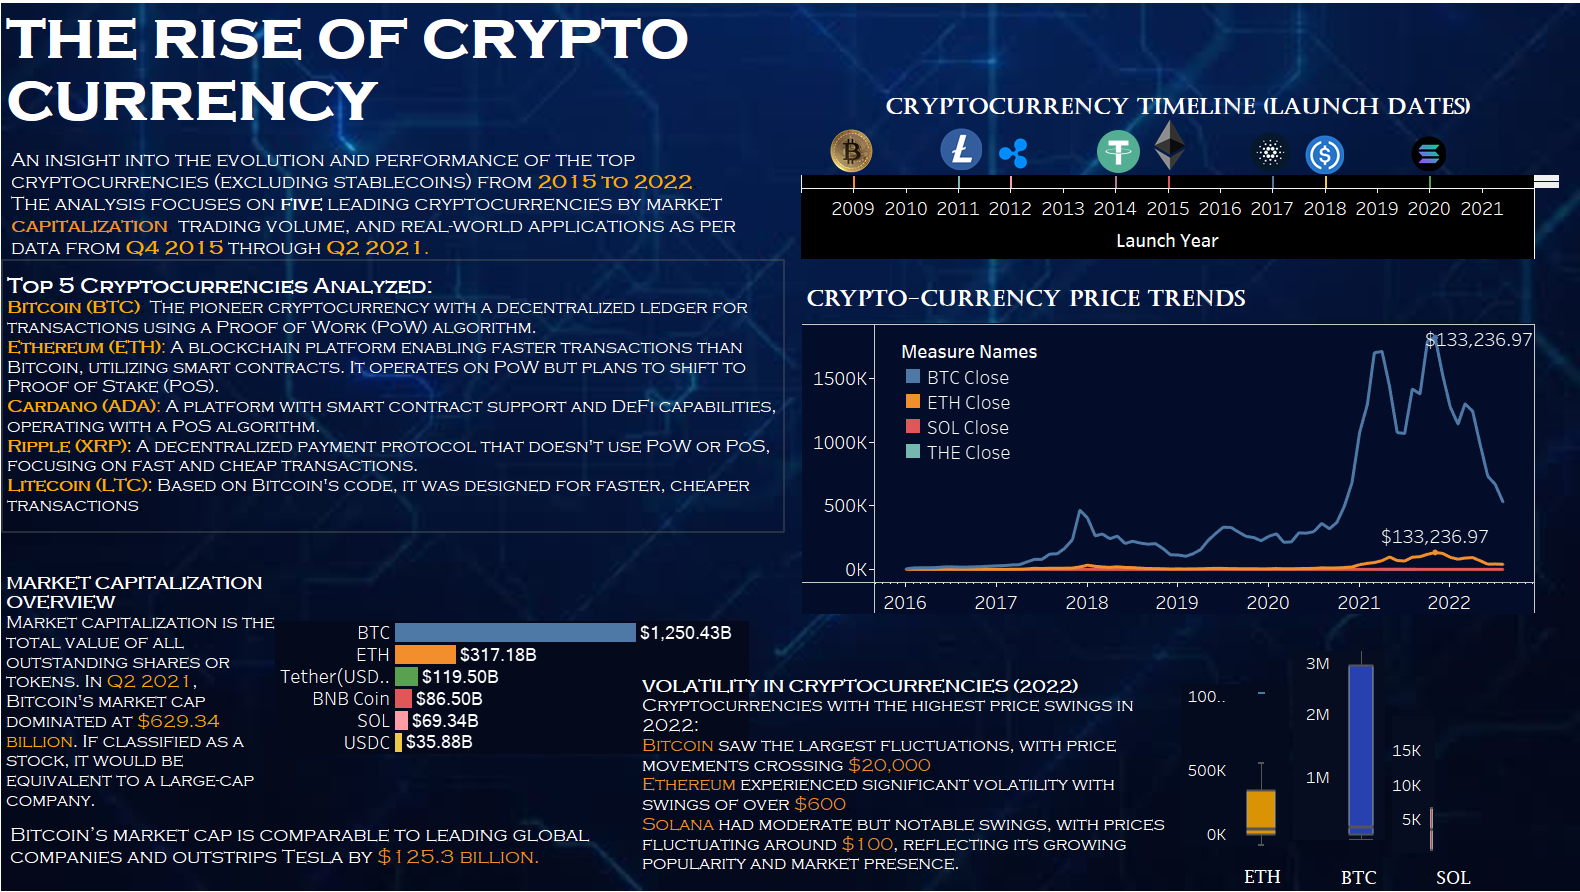 THE RISE OF CRYPTO
CURRENCY
AN INSIGHT INTO THE EVOLUTION AND PERFORMANCE OF THE TOP
CRYPTOCURRENCIES (EXCLUDING STABLECOINS) FROM 2015 TO 2022.
THE ANALYSIS FOCUSES ON FIVE LEADING CRYPTOCURRENCIES BY MARKET
CAPITALIZATION, TRADING VOLUME, AND REAL-WORLD APPLICATIONS AS PER
DATA FROM Q4 2015 THROUGH Q2 2021.
TOP 5 CRYPTOCURRENCIES ANALYZED:
BITCOIN (BTC): THE PIONEER CRYPTOCURRENCY WITH A DECENTRALIZED LEDGER FOR
TRANSACTIONS USING A PROOF OF WORK (POW) ALGORITHM.
ETHEREUM (ETH): A BLOCKCHAIN PLATFORM ENABLING FASTER TRANSACTIONS THAN
BITCOIN, UTILIZING SMART CONTRACTS. IT OPERATES ON POW BUT PLANS TO SHIFT TO
PROOF OF STAKE (POS).
CARDANO (ADA): A PLATFORM WITH SMART CONTRACT SUPPORT AND DEFI CAPABILITIES,
OPERATING WITH A POS ALGORITHM.
RIPPLE (XRP): A DECENTRALIZED PAYMENT PROTOCOL THAT DOESN'T USE POW OR POS,
FOCUSING ON FAST AND CHEAP TRANSACTIONS.
LITECOIN (LTC): BASED ON BITCOIN'S CODE, IT WAS DESIGNED FOR FASTER, CHEAPER
TRANSACTIONS
MARKET CAPITALIZATION
OVERVIEW
MARKET CAPITALIZATION IS THE
TOTAL VALUE OF ALL
OUTSTANDING SHARES OR
TOKENS. IN Q2 2021,
BITCOIN'S MARKET CAP
DOMINATED AT $629.34
BILLION. IF CLASSIFIED AS A
STOCK, IT WOULD BE
EQUIVALENT TO A LARGE-CAP
COMPANY.
BTC $1,250.43B
ETH $317.18B
Tether(USD.. $119.50B
BNB Coin $86.50B
SOL $69.34B
USDC $35.88B
BITCOIN'S MARKET CAP IS COMPARABLE TO LEADING GLOBAL
COMPANIES AND OUTSTRIPS TESLA BY $125.3 BILLION.
CRYPTOCURRENCY TIMELINE (LAUNCH DATES)
2009 2010 2011 2012 2013 2014 2015 2016 2017 2018 2019 2020 2021
Launch Year
CRYPTO-CURRENCY PRICE TRENDS
Measure Names
BTC Close
ETH Close
SOL Close
THE Close
$133,236.97
$133,236.97
1500K
1000K
500K
0K
2016 2017 2018 2019 2020 2021 2022
VOLATILITY IN CRYPTOCURRENCIES (2022)
CRYPTOCURRENCIES WITH THE HIGHEST PRICE SWINGS IN
2022:
BITCOIN SAW THE LARGEST FLUCTUATIONS, WITH PRICE
MOVEMENTS CROSSING $20,000
ETHEREUM EXPERIENCED SIGNIFICANT VOLATILITY WITH
SWINGS OF OVER $600
SOLANA HAD MODERATE BUT NOTABLE SWINGS, WITH PRICES
FLUCTUATING AROUND $100, REFLECTING ITS GROWING
POPULARITY AND MARKET PRESENCE.
100..
500K
0K
ETH
3M
2M
1M
BTC
15K
10K
5K
SOL